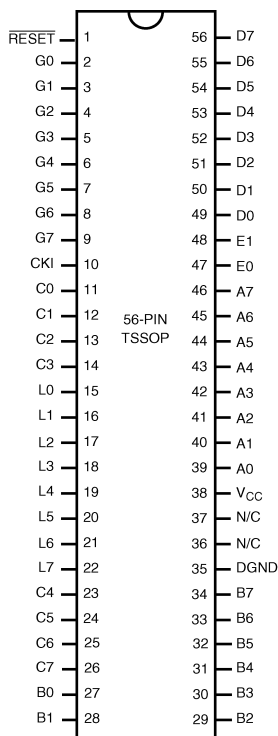 RESET 1 56 D7
G0 2 55 D6
G1 3 54 D5
G2 4 53 D4
G3 5 52 D3
G4 6 51 D2
G5 7 50 D1
G6 8 49 D0
G7 9 48 E1
CKI 10 47 E0
C0 11 46 A7
C1 12 45 A6
56-PIN
C2 13 44 A5
TSSOP
C3 14 43 A4
L0 15 42 A3
L1 16 41 A2
L2 17 40 A1
L3 18 39 A0
L4 19 38 VCC
L5 20 37 N/C
L6 21 36 N/C
L7 22 35 DGND
C4 23 34 B7
C5 24 33 B6
C6 25 32 B5
C7 26 31 B4
B0 27 30 B3
B1 28 29 B2